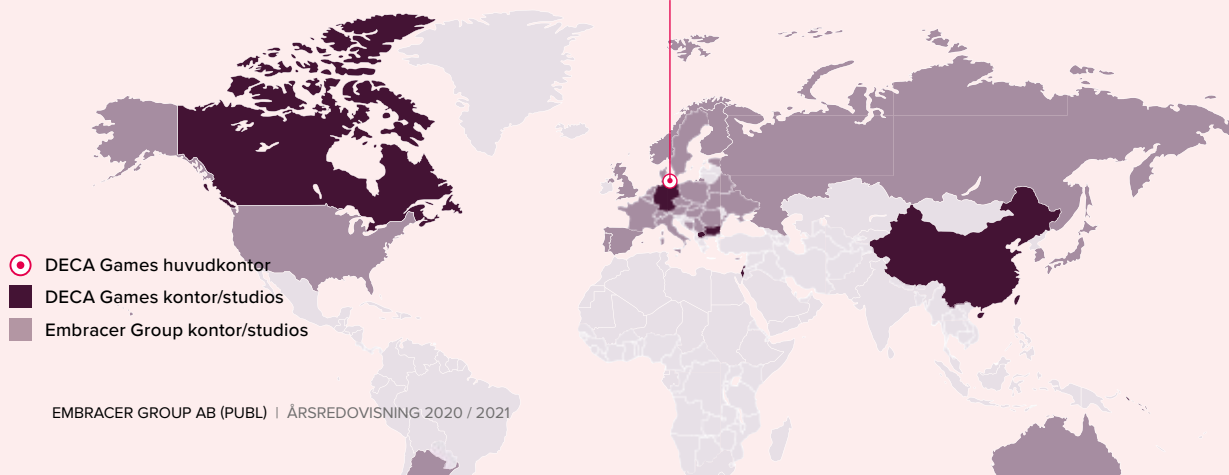 DECA Games huvudkontor
DECA Games kontor/studios
Embracer Group kontor/studios
EMBRACER GROUP AB (PUBL) | ÅRSREDOVISNING 2020 / 2021